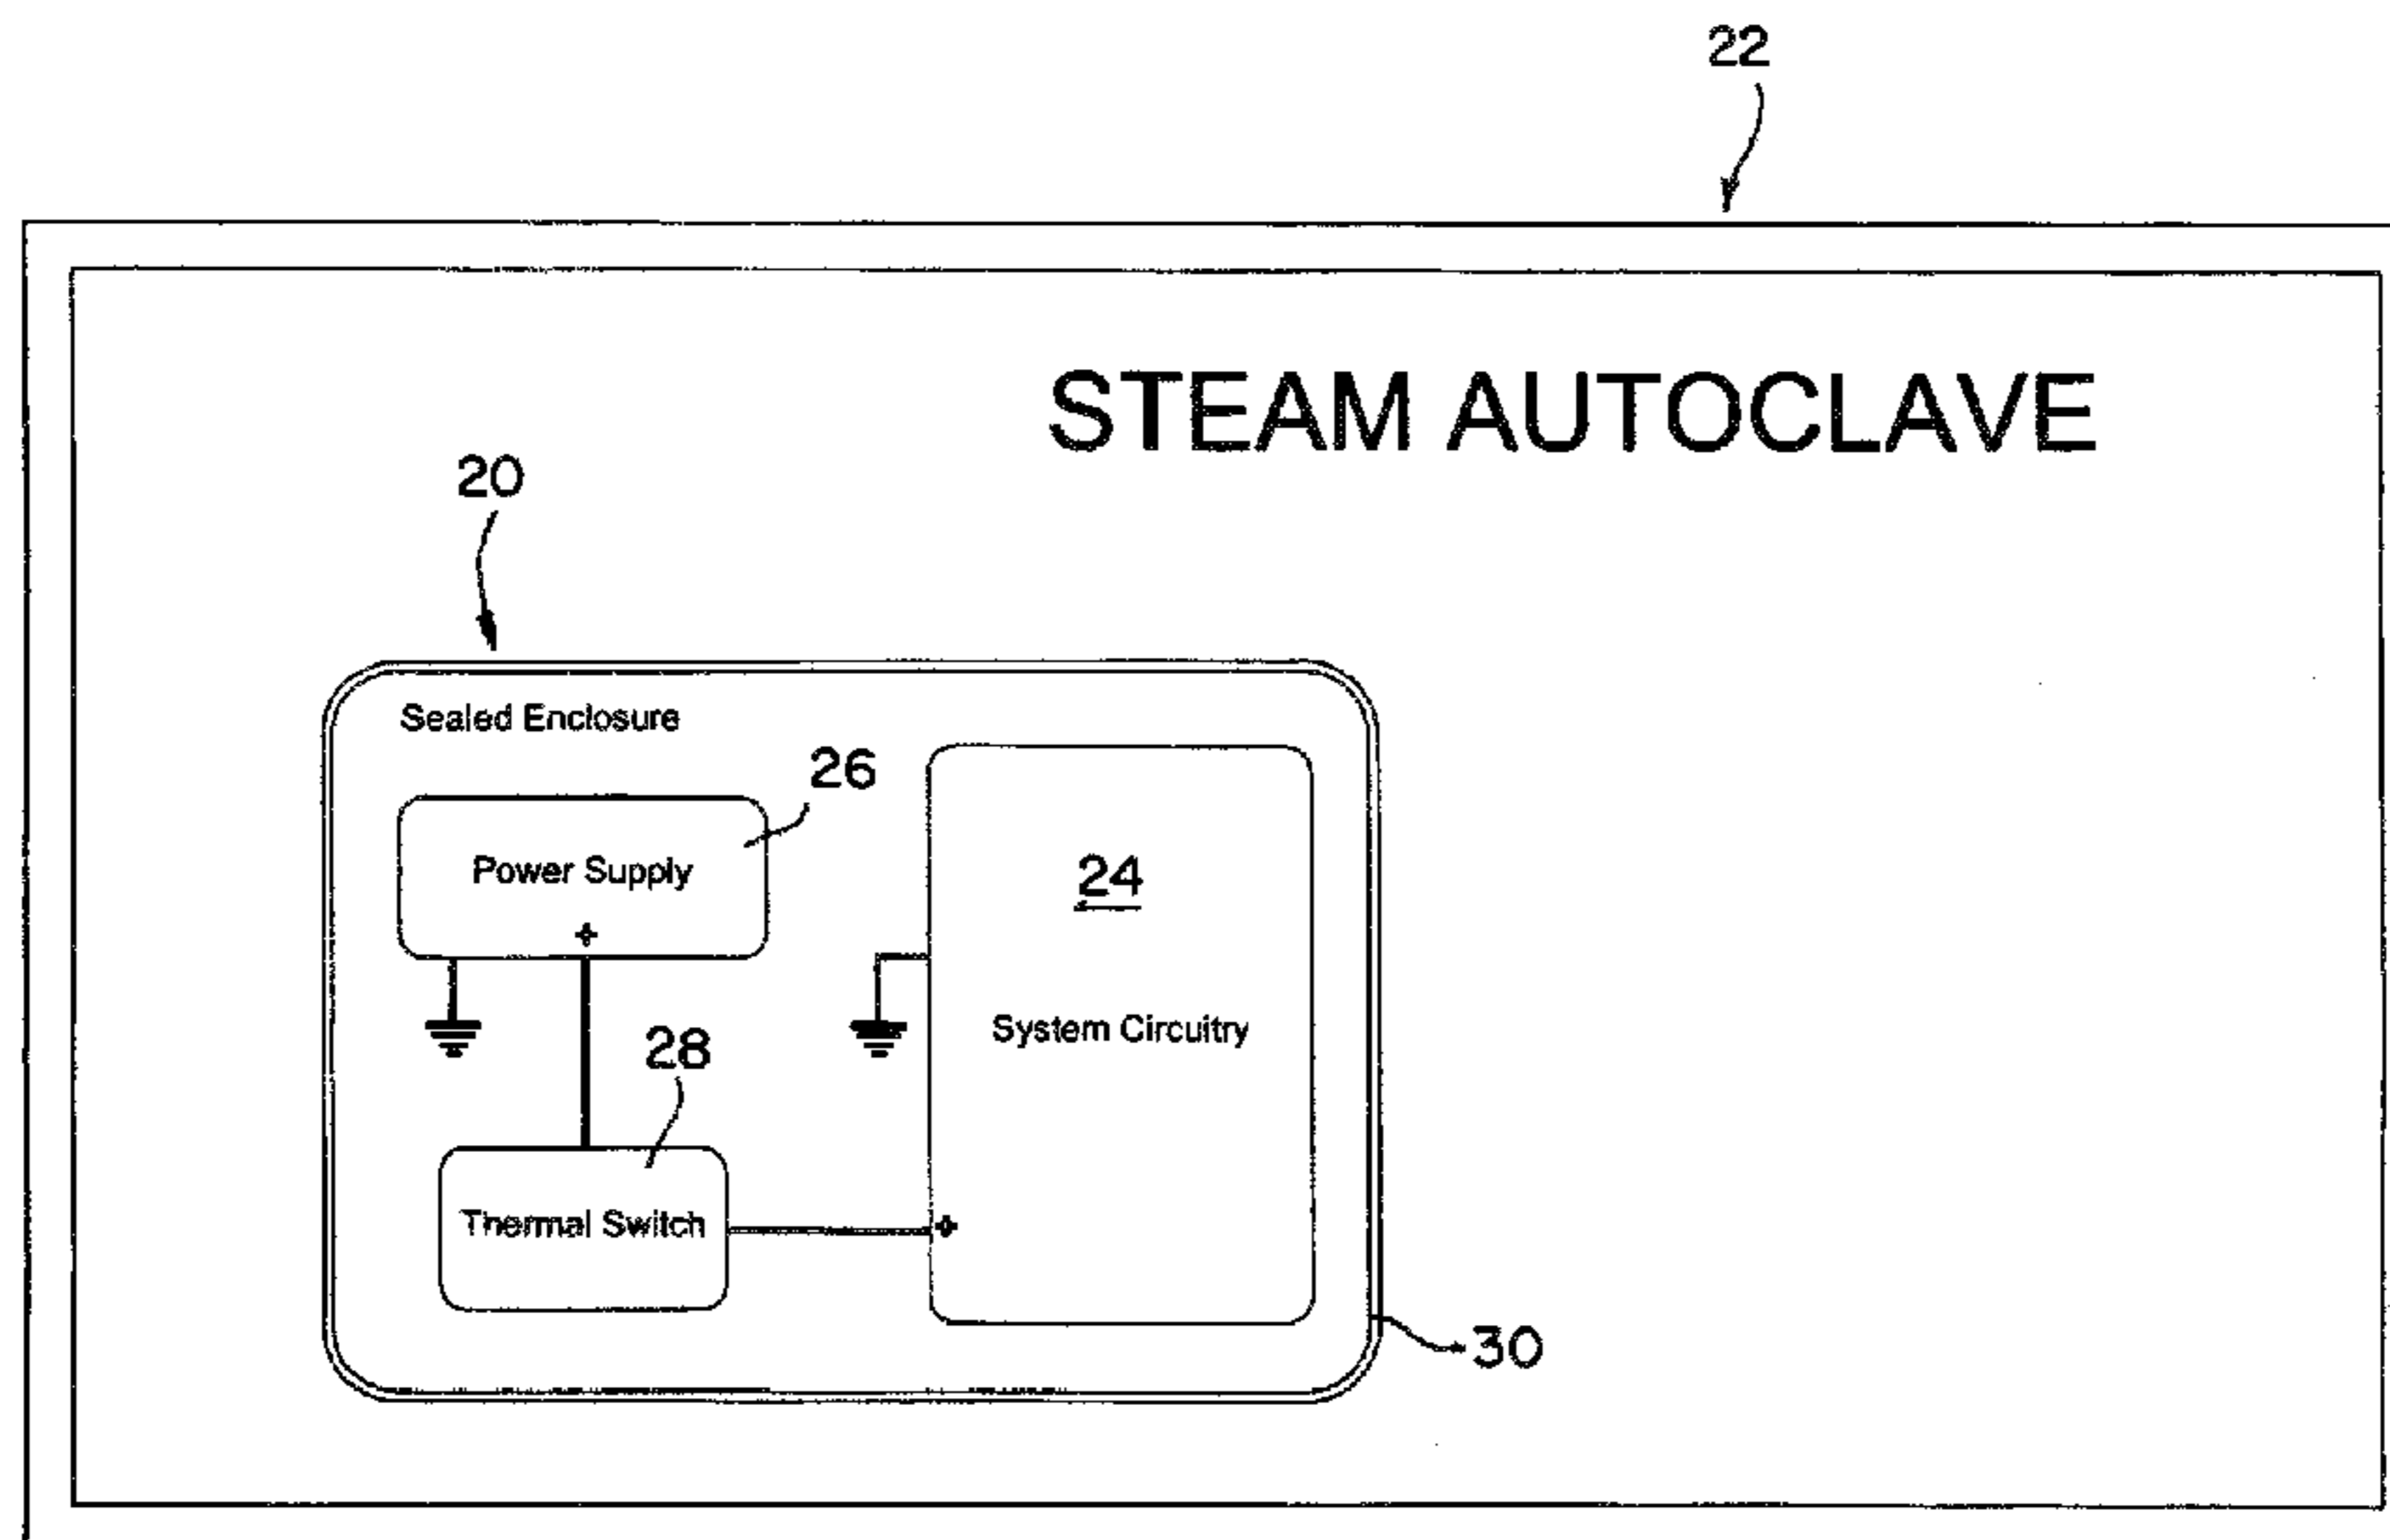 22
STEAM AUTOCLAVE
20
Sealed Enclosure
26
Power Supply
+
24
System Circuitry
28
Thermal Switch
+
30